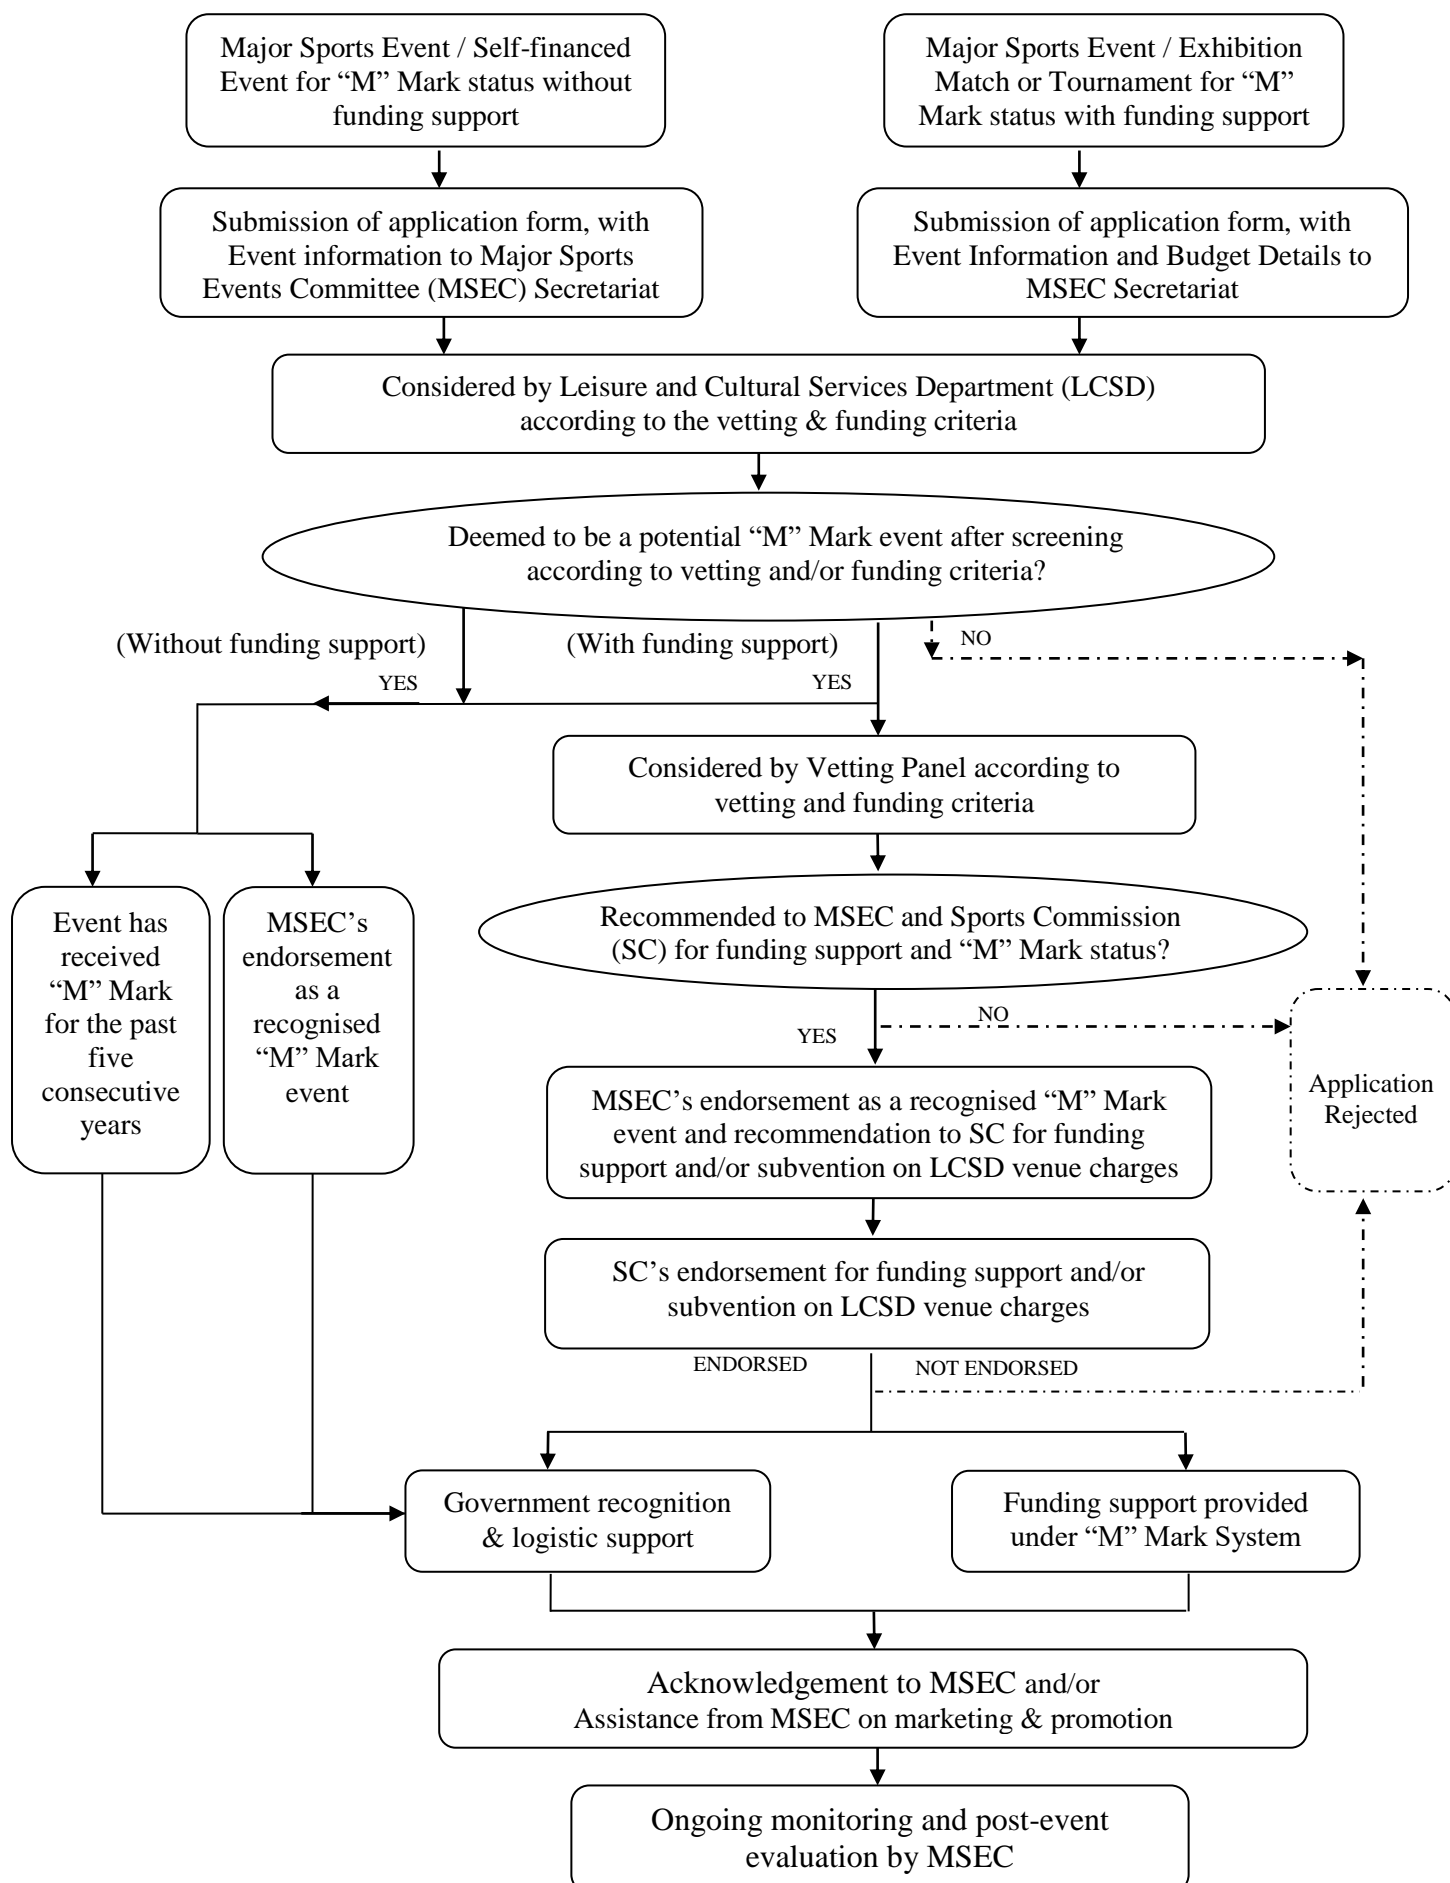 Major Sports Event / Self-financed
Event for “M” Mark status without
funding support
Major Sports Event / Exhibition
Match or Tournament for “M”
Mark status with funding support
Submission of application form, with
Event information to Major Sports
Events Committee (MSEC) Secretariat
Submission of application form, with
Event Information and Budget Details to
MSEC Secretariat
Considered by Leisure and Cultural Services Department (LCSD)
according to the vetting & funding criteria
Deemed to be a potential “M” Mark event after screening
according to vetting and/or funding criteria?
(Without funding support)
YES
(With funding support)
YES
NO
Considered by Vetting Panel according to
vetting and funding criteria
Event has
received
“M” Mark
for the past
five
consecutive
years
MSEC’s
endorsement
as a
recognised
“M” Mark
event
Recommended to MSEC and Sports Commission
(SC) for funding support and “M” Mark status?
YES
NO
Application
Rejected
MSEC’s endorsement as a recognised “M” Mark
event and recommendation to SC for funding
support and/or subvention on LCSD venue charges
SC’s endorsement for funding support and/or
subvention on LCSD venue charges
ENDORSED
NOT ENDORSED
Government recognition
& logistic support
Funding support provided
under “M” Mark System
Acknowledgement to MSEC and/or
Assistance from MSEC on marketing & promotion
Ongoing monitoring and post-event
evaluation by MSEC